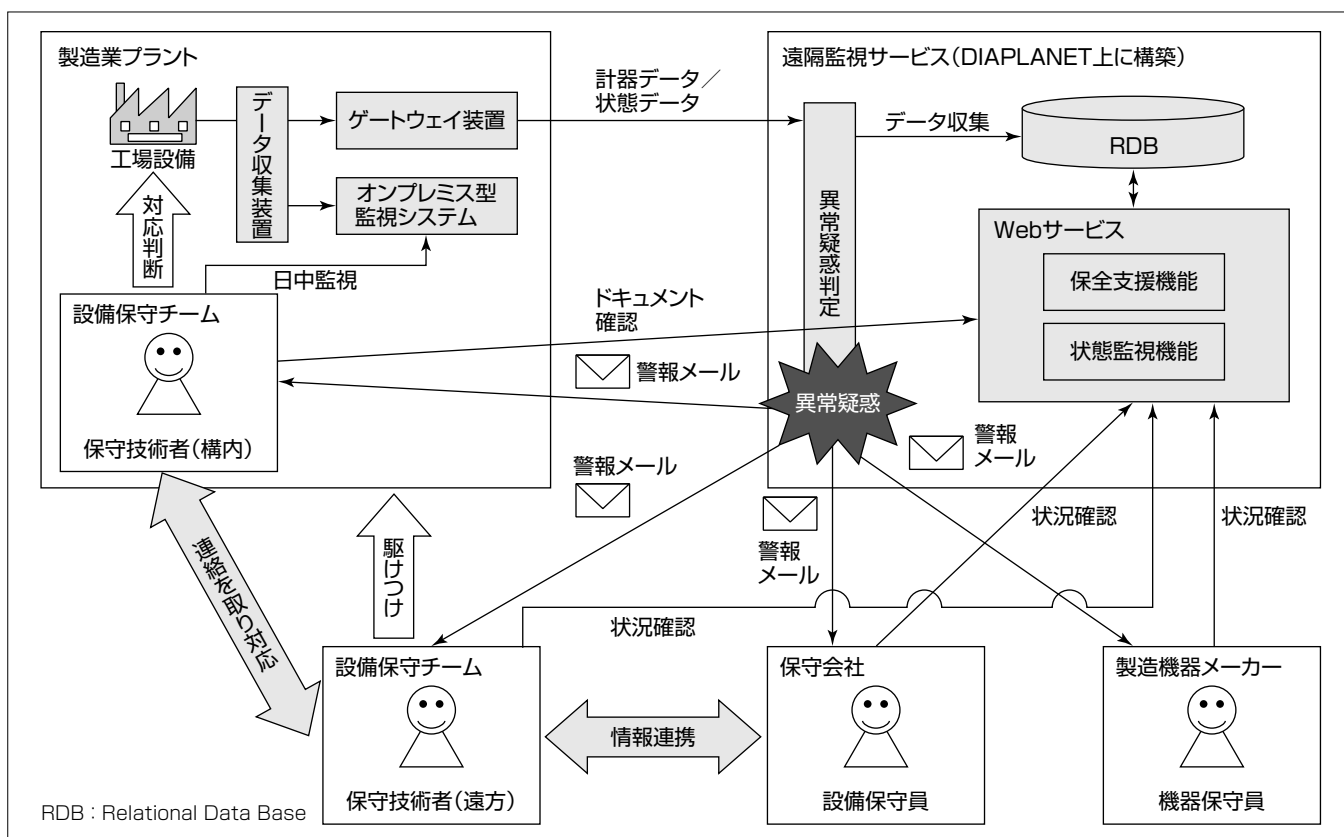 製造業プラント
工場設備
データ収集装置
ゲートウェイ装置
オンプレミス型
監視システム
対応判断
日中監視
設備保守チーム
保守技術者（構内）
計器データ／
状態データ
ドキュメント
確認
警報メール
遠隔監視サービス（DIAPLANET上に構築）
異常疑惑判定
データ収集
RDB
Webサービス
保全支援機能
状態監視機能
異常疑惑
警報
メール
警報メール
警報
メール
状況確認
状況確認
連絡を取り対応
駆けつけ
状況確認
設備保守チーム
保守技術者（遠方）
情報連携
保守会社
設備保守員
製造機器メーカー
機器保守員
RDB：Relational Data Base